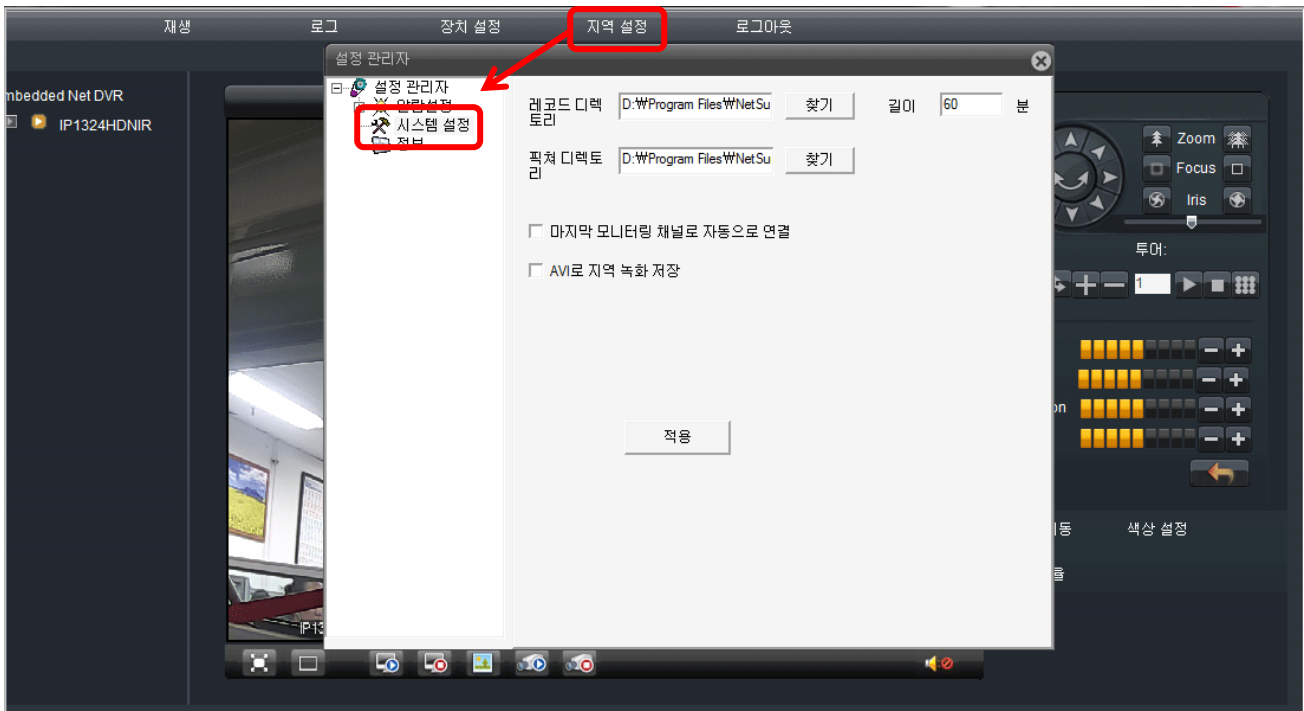 재생 로그 장치 설정 지역 설정 로그아웃
설정 관리자
mbedded Net DVR
IP1324HDNIR
설정 관리자
알람설정
시스템 설정
정보
레코드 디렉
토리
D:₩Program Files₩NetSu
찾기
길이
60
분
픽쳐 디렉토
리
D:₩Program Files₩NetSu
찾기
마지막 모니터링 채널로 자동으로 연결
AVI로 지역 녹화 저장
적용
Zoom
Focus
Iris
투어:
1
on
동
색상 설정
율
IP13